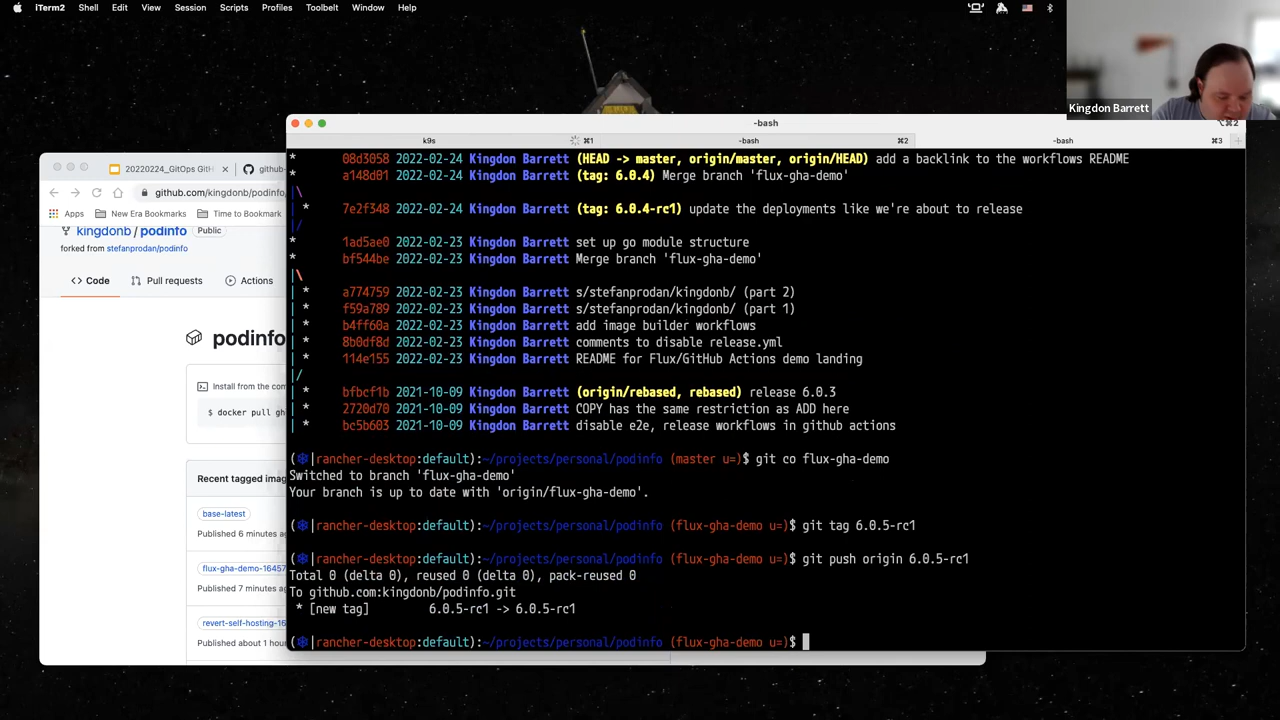 iTerm2 Shell Edit View Session Scripts Profiles Toolbelt Window Help
Kingdon Barrett
-bash
⌥⌘2
k9s ⌘1 -bash ⌘2 -bash ⌘3
* 08d3058 2022-02-24 Kingdon Barrett (HEAD -> master, origin/master, origin/HEAD) add a backlink to the workflows README
* a148d01 2022-02-24 Kingdon Barrett (tag: 6.0.4) Merge branch 'flux-gha-demo'
|\
| * 7e2f348 2022-02-24 Kingdon Barrett (tag: 6.0.4-rc1) update the deployments like we're about to release
|/
* 1ad5ae0 2022-02-23 Kingdon Barrett set up go module structure
* bf544be 2022-02-23 Kingdon Barrett Merge branch 'flux-gha-demo'
|\
| * a774759 2022-02-23 Kingdon Barrett s/stefanprodan/kingdonb/ (part 2)
| * f59a789 2022-02-23 Kingdon Barrett s/stefanprodan/kingdonb/ (part 1)
| * b4ff60a 2022-02-23 Kingdon Barrett add image builder workflows
| * 8b0df8d 2022-02-23 Kingdon Barrett comments to disable release.yml
| * 114e155 2022-02-23 Kingdon Barrett README for Flux/GitHub Actions demo landing
|/
| * bfbcf1b 2021-10-09 Kingdon Barrett (origin/rebased, rebased) release 6.0.3
| * 2720d70 2021-10-09 Kingdon Barrett COPY has the same restriction as ADD here
| * bc5b603 2021-10-09 Kingdon Barrett disable e2e, release workflows in github actions
(❄|rancher-desktop:default):~/projects/personal/podinfo (master u=)$ git co flux-gha-demo
Switched to branch 'flux-gha-demo'
Your branch is up to date with 'origin/flux-gha-demo'.
(❄|rancher-desktop:default):~/projects/personal/podinfo (flux-gha-demo u=)$ git tag 6.0.5-rc1
(❄|rancher-desktop:default):~/projects/personal/podinfo (flux-gha-demo u=)$ git push origin 6.0.5-rc1
Total 0 (delta 0), reused 0 (delta 0), pack-reused 0
To github.com:kingdonb/podinfo.git
* [new tag] 6.0.5-rc1 -> 6.0.5-rc1
(❄|rancher-desktop:default):~/projects/personal/podinfo (flux-gha-demo u=)$
20220224_GitOps GitH github-
github.com/kingdonb/podinfo/
Apps New Era Bookmarks Time to Bookmark
kingdonb / podinfo Public
forked from stefanprodan/podinfo
Code Pull requests Actions
podinfo
Install from the com
$ docker pull gh
Recent tagged image
base-latest
Published 6 minutes a
flux-gha-demo-16457
Published 7 minutes a
revert-self-hosting-16
Published about 1 hou